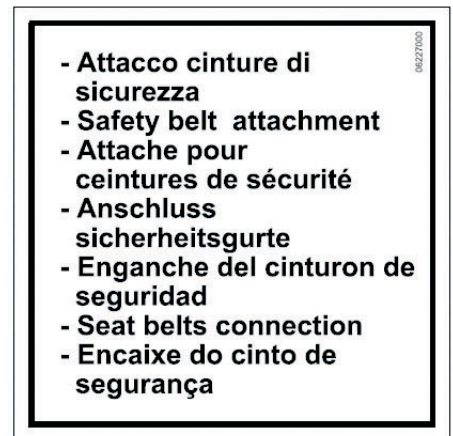 - Attacco cinture di
sicurezza
- Safety belt attachment
- Attache pour
ceintures de sécurité
- Anschluss
sicherheitsgurte
- Enganche del cinturon de
seguridad
- Seat belts connection
- Encaixe do cinto de
segurança
06227000